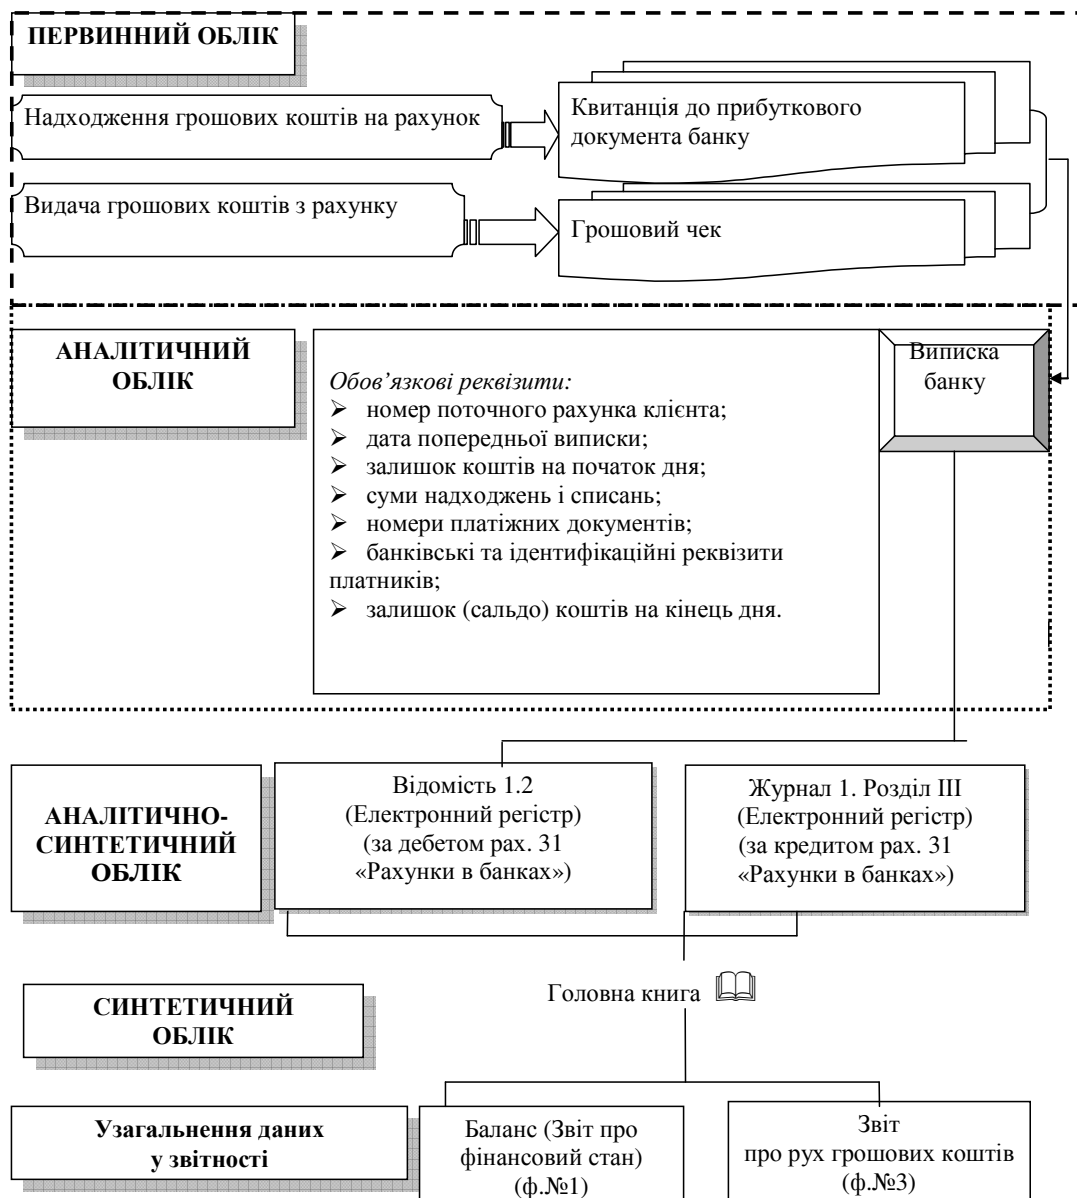 ПЕРВИННИЙ ОБЛІК
Надходження грошових коштів на рахунок
Квитанція до прибуткового
документа банку
Видача грошових коштів з рахунку
Грошовий чек
АНАЛІТИЧНИЙ
ОБЛІК
Обов’язкові реквізити:
➢ номер поточного рахунка клієнта;
➢ дата попередньої виписки;
➢ залишок коштів на початок дня;
➢ суми надходжень і списань;
➢ номери платіжних документів;
➢ банківські та ідентифікаційні реквізити
платників;
➢ залишок (сальдо) коштів на кінець дня.
Виписка
банку
АНАЛІТИЧНО-
СИНТЕТИЧНИЙ
ОБЛІК
Відомість 1.2
(Електронний регістр)
(за дебетом рах. 31
«Рахунки в банках»)
Журнал 1. Розділ ІІІ
(Електронний регістр)
(за кредитом рах. 31
«Рахунки в банках»)
СИНТЕТИЧНИЙ
ОБЛІК
Головна книга
Узагальнення даних
у звітності
Баланс (Звіт про
фінансовий стан)
(ф.№1)
Звіт
про рух грошових коштів
(ф.№3)